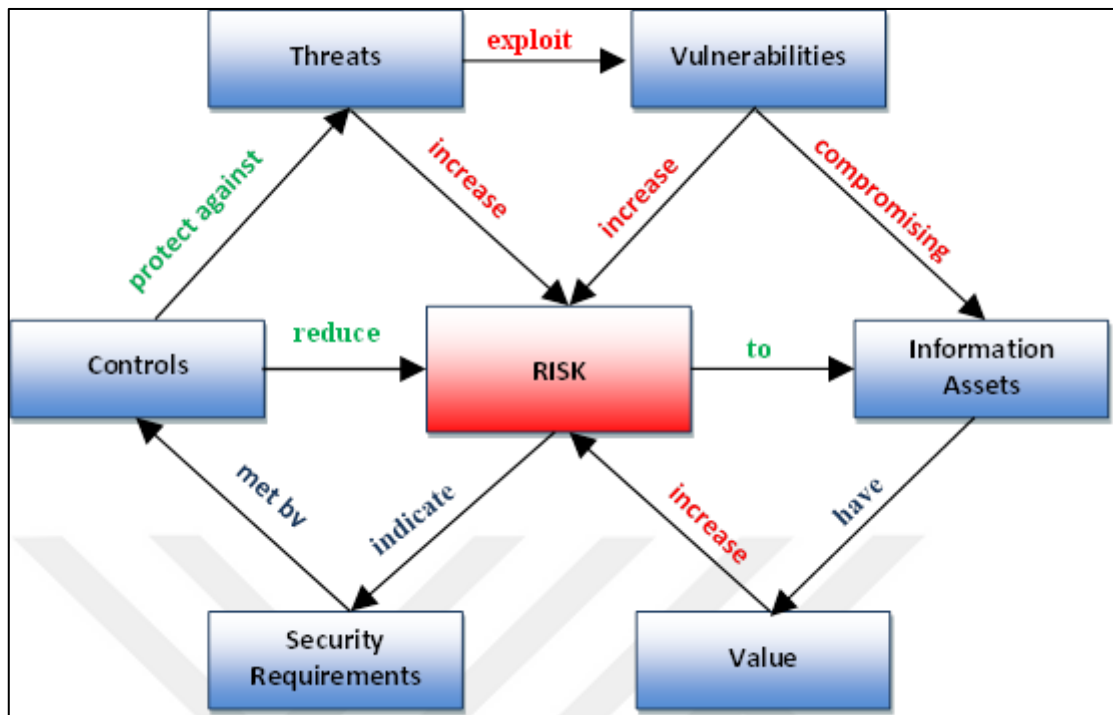 Threats
exploit
Vulnerabilities
protect against
increase
increase
compromising
Controls
reduce
RISK
to
Information
Assets
met by
indicate
increase
have
Security
Requirements
Value